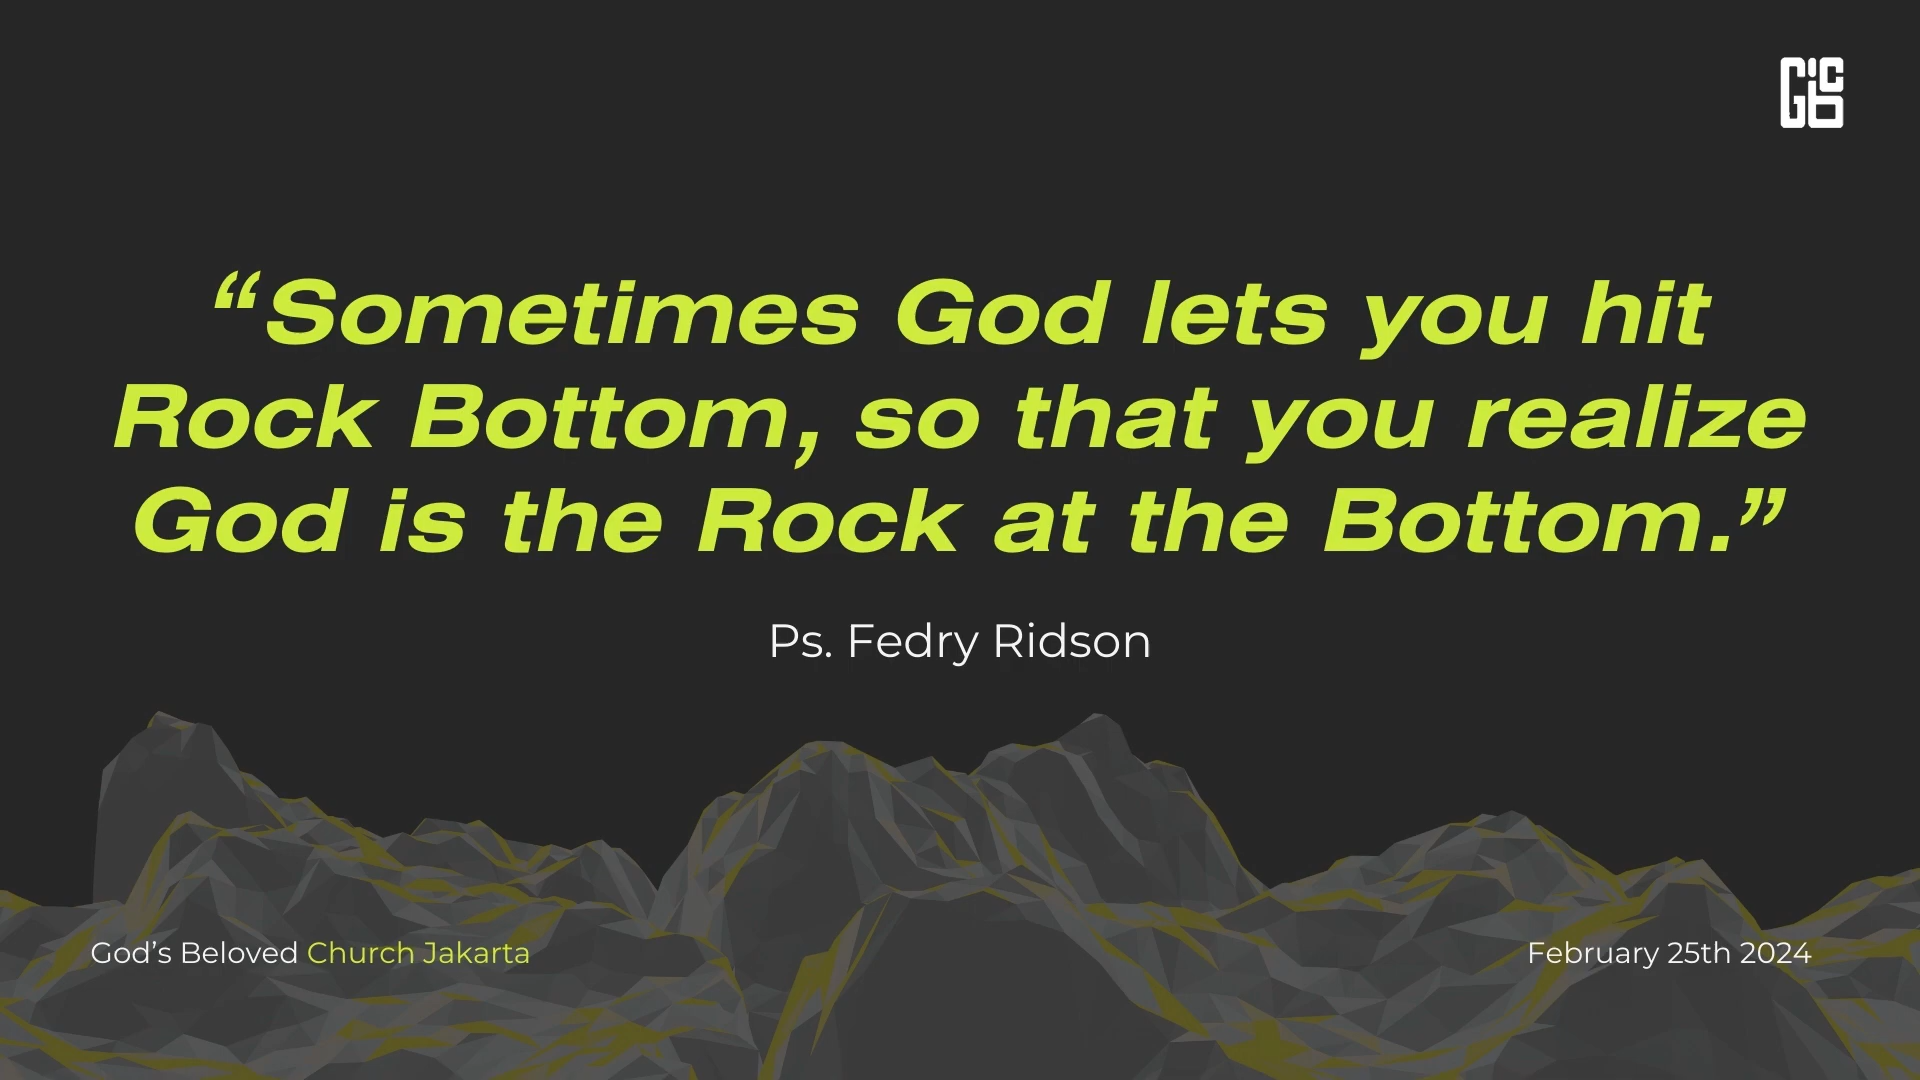 “Sometimes God lets you hit
Rock Bottom, so that you realize
God is the Rock at the Bottom.”
Ps. Fedry Ridson
God’s Beloved Church Jakarta
February 25th 2024